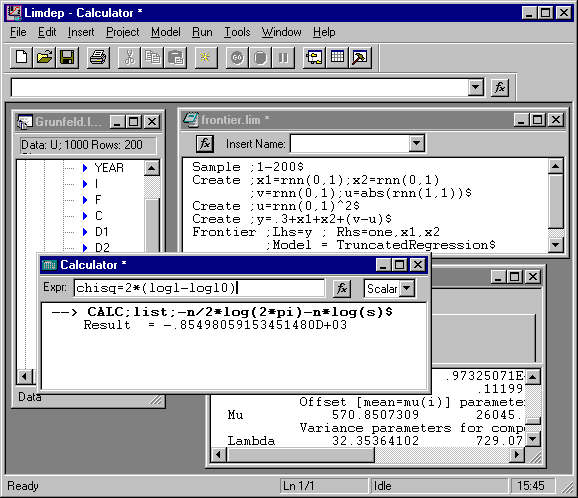 Limdep - Calculator *
File Edit Insert Project Model Run Tools Window Help
fx
Grunfeld.l...
Data: U; 1000 Rows: 200
YEAR
I
F
C
D1
D2
Data
frontier.lim *
fx Insert Name:
Sample ;1-200$
Create ;x1=rnn(0,1);x2=rnn(0,1)
;v=rnn(0,1);u=abs(rnn(1,1))$
Create ;u=rnn(0,1)^2$
Create ;y=.3+x1+x2+(v-u)$
Frontier ;Lhs=y ; Rhs=one,x1,x2
;Model = TruncatedRegression$
Calculator *
Expr: chisq=2*(logl-logl0) fx Scalar
--> CALC;list;-n/2*log(2*pi)-n*log(s)$
Result = -.85498059153451480D+03
.97325071E
.11199
Offset [mean=mu(i)] paramete
Mu 570.8507309 26045.
Variance parameters for comp
Lambda 32.35364102 729.07
Ready Ln 1/1 Idle 15:45